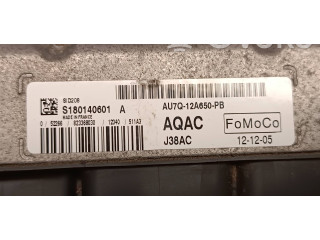 SID208
S180140601 A
MADE IN FRANCE
AU7Q-12A650-PB
AQAC
FoMoCo
J38AC
12-12-05